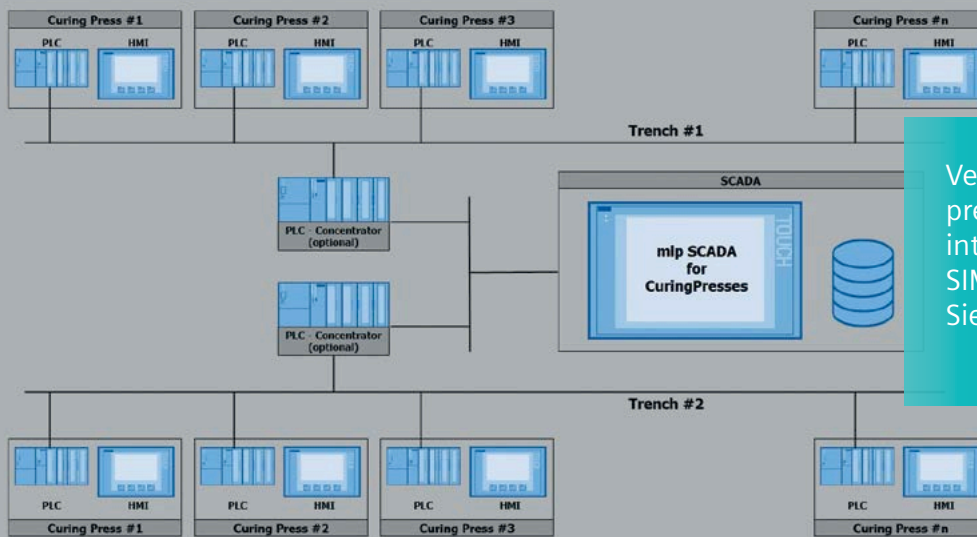 Curing Press #1
PLC HMI
Curing Press #2
PLC HMI
Curing Press #3
PLC HMI
Curing Press #n
PLC HMI
Trench #1
PLC - Concentrator
(optional)
PLC - Concentrator
(optional)
SCADA
mlp SCADA
for
CuringPresses
TOUCH
Trench #2
PLC HMI
Curing Press #1
PLC HMI
Curing Press #2
PLC HMI
Curing Press #3
PLC HMI
Curing Press #n